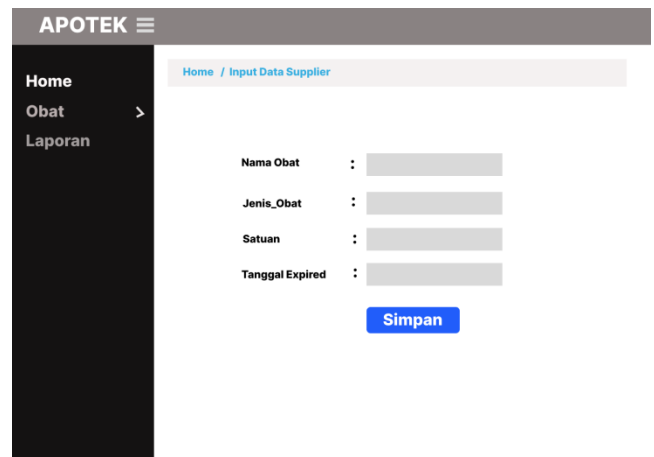 APOTEK
Home
Obat >
Laporan
Home / Input Data Supplier
Nama Obat :
Jenis_Obat :
Satuan :
Tanggal Expired :
Simpan